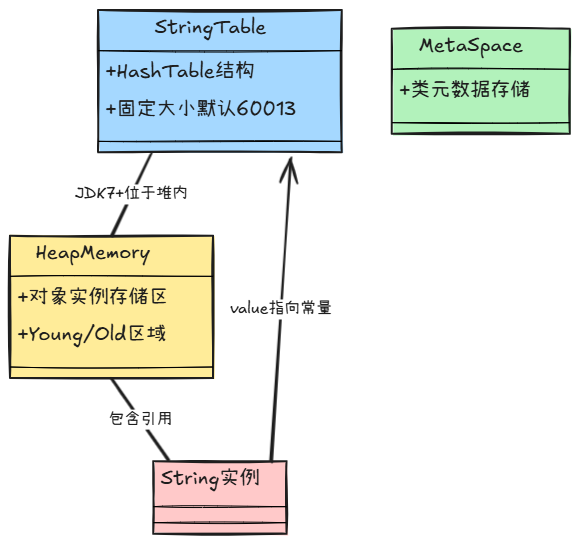 StringTable
+HashTable结构
+固定大小默认60013
MetaSpace
+类元数据存储
JDK7+位于堆内
HeapMemory
+对象实例存储区
+Young/Old区域
value指向常量
包含引用
String实例